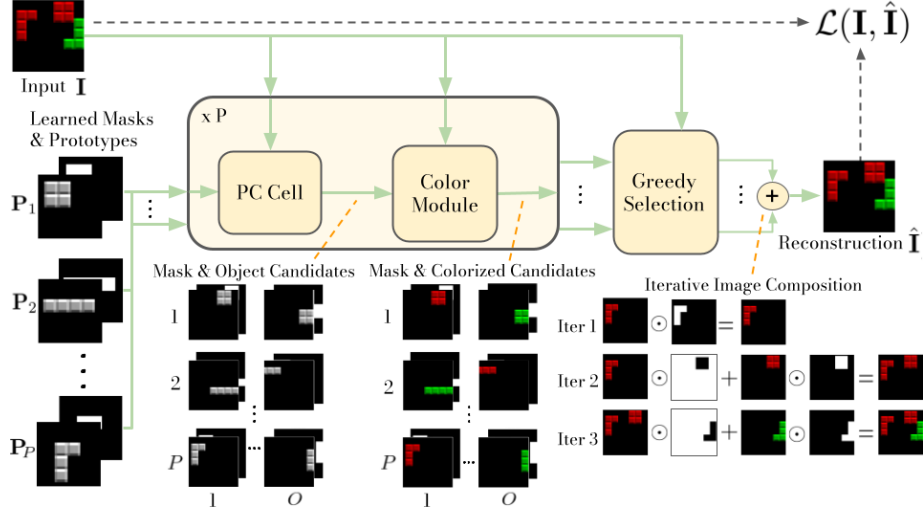 Input I
L(I, Î)
Learned Masks
& Prototypes
x P
P1
PC Cell
Color
Module
Greedy
Selection
+
Reconstruction Î
P2
Mask & Object Candidates
Mask & Colorized Candidates
Iterative Image Composition
1
1
Iter 1 ⊙ =
2
2
Iter 2 ⊙ + ⊙ =
PP
P
P
Iter 3 ⊙ + ⊙ =
1 O
1 O